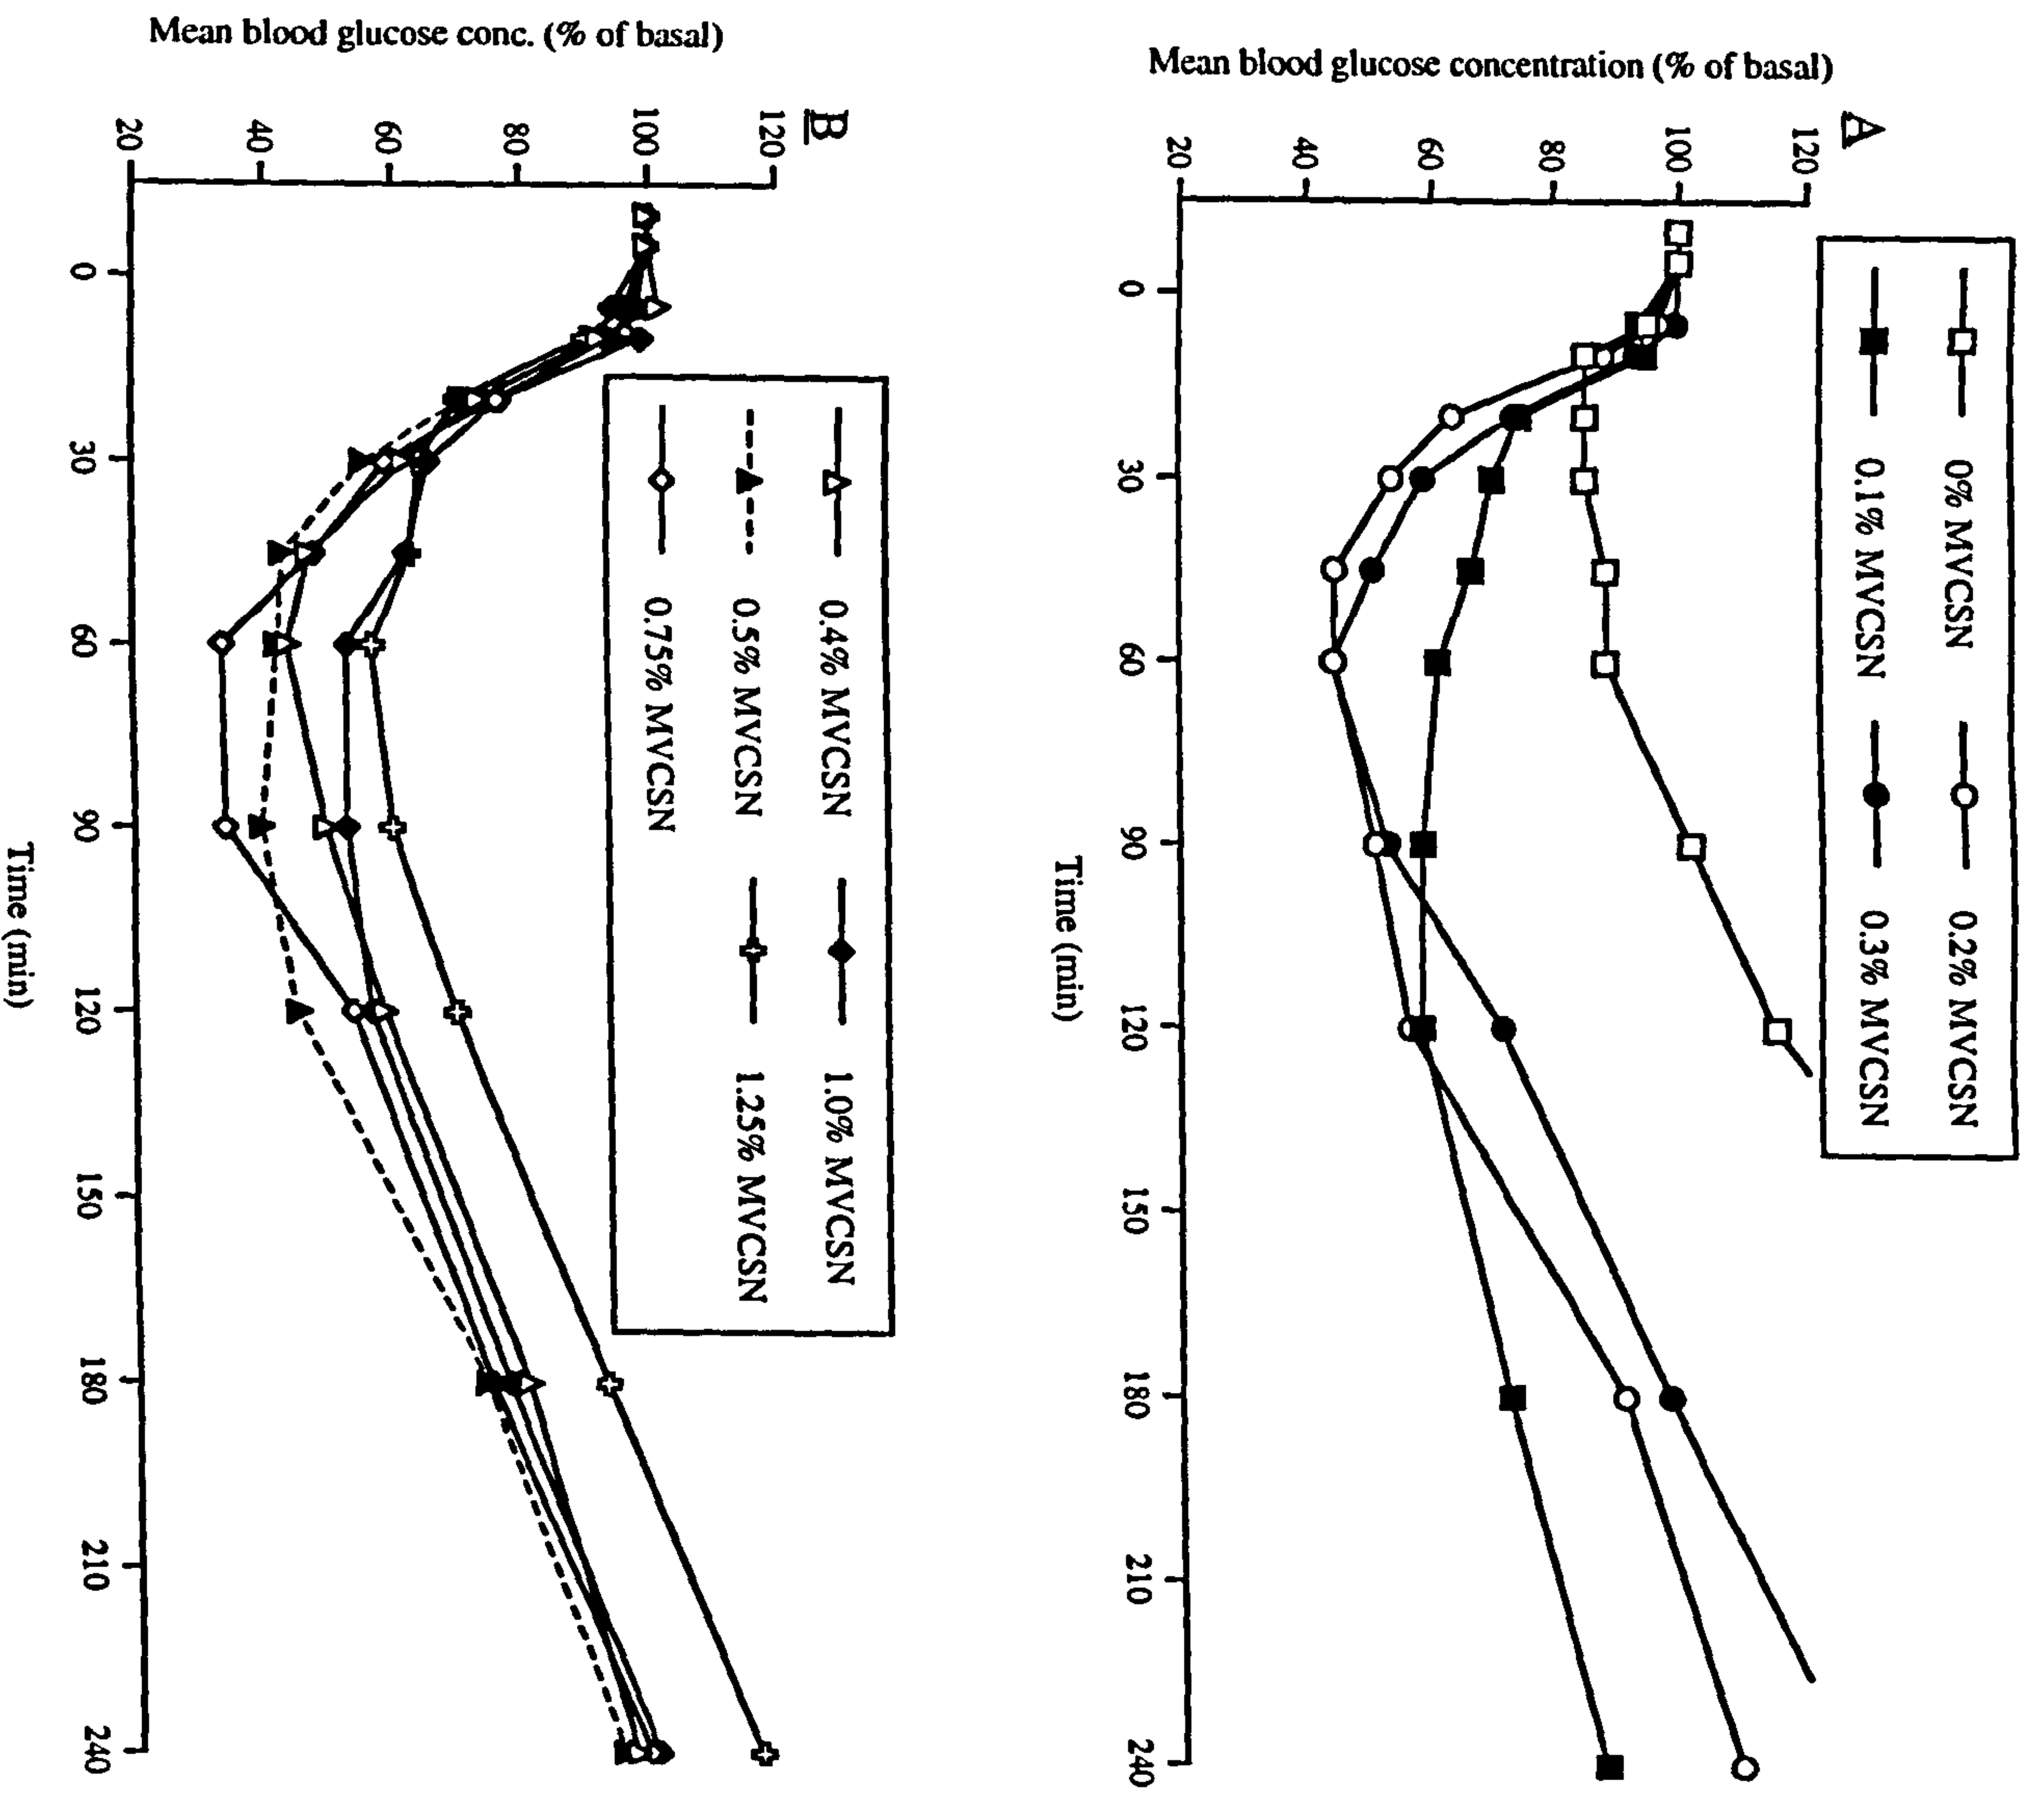 A
Mean blood glucose concentration (% of basal)
120
100
80
60
40
20
0% MVCSN
0.1% MVCSN
0.2% MVCSN
0.3% MVCSN
0 30 60 90 120 150 180 210 240
Time (min)
B
Mean blood glucose conc. (% of basal)
120
100
80
60
40
20
0.4% MVCSN
0.5% MVCSN
0.75% MVCSN
1.0% MVCSN
1.25% MVCSN
0 30 60 90 120 150 180 210 240
Time (min)